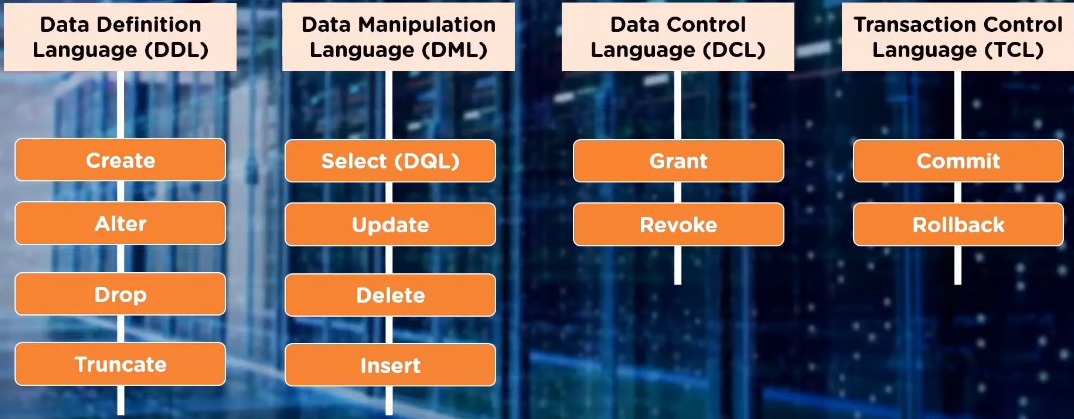 Data Definition
Language (DDL)
Create
Alter
Drop
Truncate
Data Manipulation
Language (DML)
Select (DQL)
Update
Delete
Insert
Data Control
Language (DCL)
Grant
Revoke
Transaction Control
Language (TCL)
Commit
Rollback